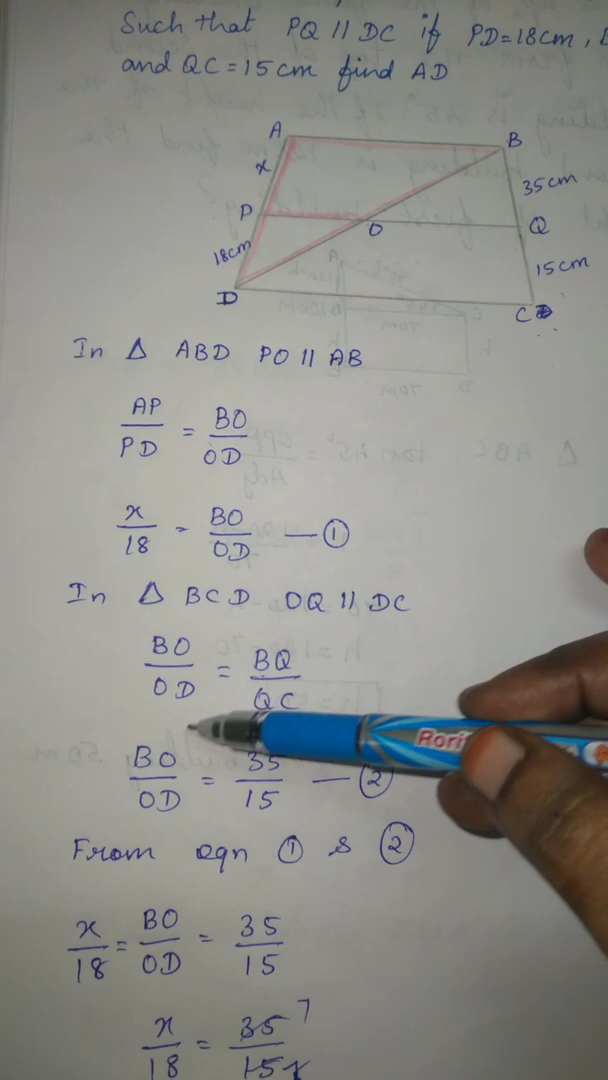 Such that PQ || DC if PD=18cm,
and QC=15cm find AD
A
B
x
35cm
P
O
Q
18cm
15cm
D
C
In Δ ABD PO || AB
AP/PD = BO/OD
x/18 = BO/OD — ①
In Δ BCD OQ || DC
BO/OD = BQ/QC
Rorit
BO/OD = 35/15 — ②
From eqn ① & ②
x/18 = BO/OD = 35/15
x/18 = 35 7/15